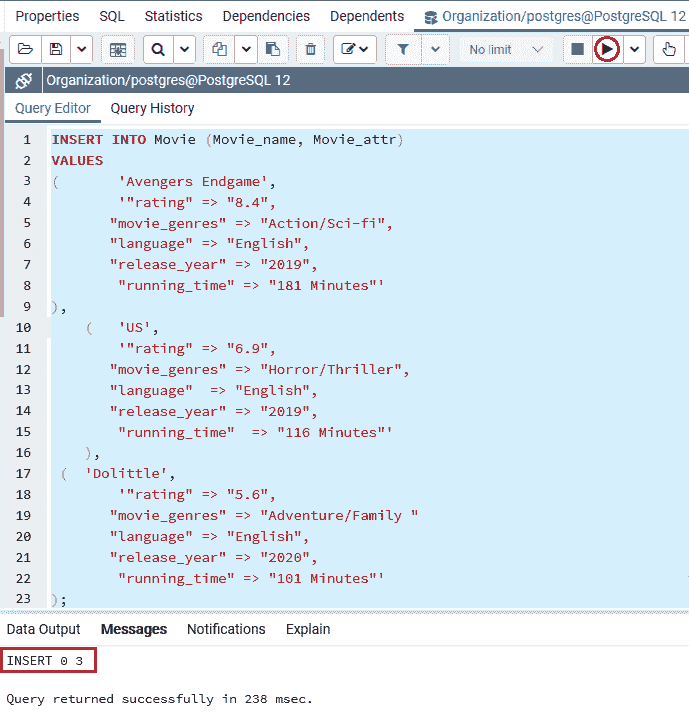 Properties SQL Statistics Dependencies Dependents Organization/postgres@PostgreSQL 12
No limit
Organization/postgres@PostgreSQL 12
Query Editor Query History
1 INSERT INTO Movie (Movie_name, Movie_attr)
2 VALUES
3 ( 'Avengers Endgame',
4 '"rating" => "8.4",
5 "movie_genres" => "Action/Sci-fi",
6 "language" => "English",
7 "release_year" => "2019",
8 "running_time" => "181 Minutes"'
9 ),
10 ( 'US',
11 '"rating" => "6.9",
12 "movie_genres" => "Horror/Thriller",
13 "language" => "English",
14 "release_year" => "2019",
15 "running_time" => "116 Minutes"'
16 ),
17 ( 'Dolittle',
18 '"rating" => "5.6",
19 "movie_genres" => "Adventure/Family "
20 "language" => "English",
21 "release_year" => "2020",
22 "running_time" => "101 Minutes"'
23 );
Data Output Messages Notifications Explain
INSERT 0 3
Query returned successfully in 238 msec.